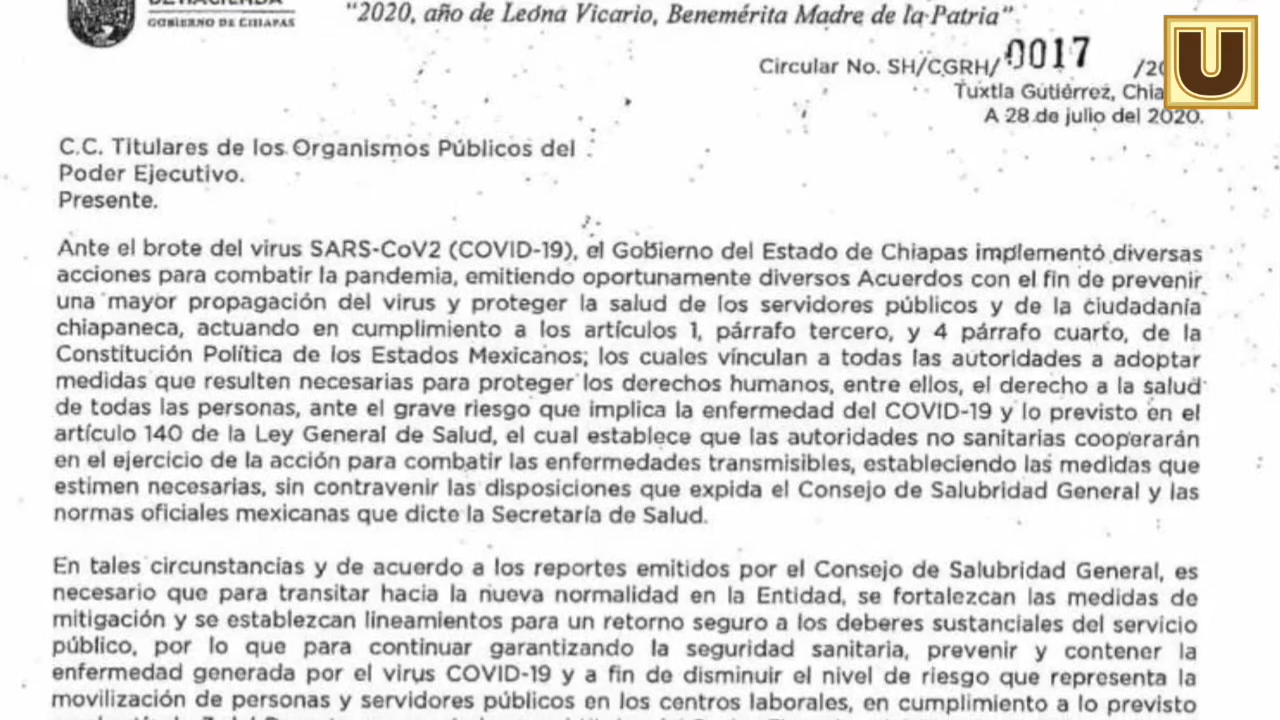 DE HACIENDA
GOBIERNO DE CHIAPAS
"2020, año de Leona Vicario, Benemérita Madre de la Patria"
Circular No. SH/CGRH/ 0017 /20
U
Tuxtla Gutiérrez, Chia
A 28 de julio del 2020.
C.C. Titulares de los Organismos Públicos del
Poder Ejecutivo.
Presente.
Ante el brote del virus SARS-CoV2 (COVID-19), el Gobierno del Estado de Chiapas implementó diversas
acciones para combatir la pandemia, emitiendo oportunamente diversos Acuerdos con el fin de prevenir
una mayor propagación del virus y proteger la salud de los servidores públicos y de la ciudadanía
chiapaneca, actuando en cumplimiento a los artículos 1, párrafo tercero, y 4 párrafo cuarto, de la
Constitución Política de los Estados Mexicanos; los cuales vinculan a todas las autoridades a adoptar
medidas que resulten necesarias para proteger los derechos humanos, entre ellos, el derecho a la salud
de todas las personas, ante el grave riesgo que implica la enfermedad del COVID-19 y lo previsto en el
artículo 140 de la Ley General de Salud, el cual establece que las autoridades no sanitarias cooperarán
en el ejercicio de la acción para combatir las enfermedades transmisibles, estableciendo las medidas que
estimen necesarias, sin contravenir las disposiciones que expida el Consejo de Salubridad General y las
normas oficiales mexicanas que dicte la Secretaría de Salud.
En tales circunstancias y de acuerdo a los reportes emitidos por el Consejo de Salubridad General, es
necesario que para transitar hacia la nueva normalidad en la Entidad, se fortalezcan las medidas de
mitigación y se establezcan lineamientos para un retorno seguro a los deberes sustanciales del servicio
público, por lo que para continuar garantizando la seguridad sanitaria, prevenir y contener la
enfermedad generada por el virus COVID-19 y a fin de disminuir el nivel de riesgo que representa la
movilización de personas y servidores públicos en los centros laborales, en cumplimiento a lo previsto